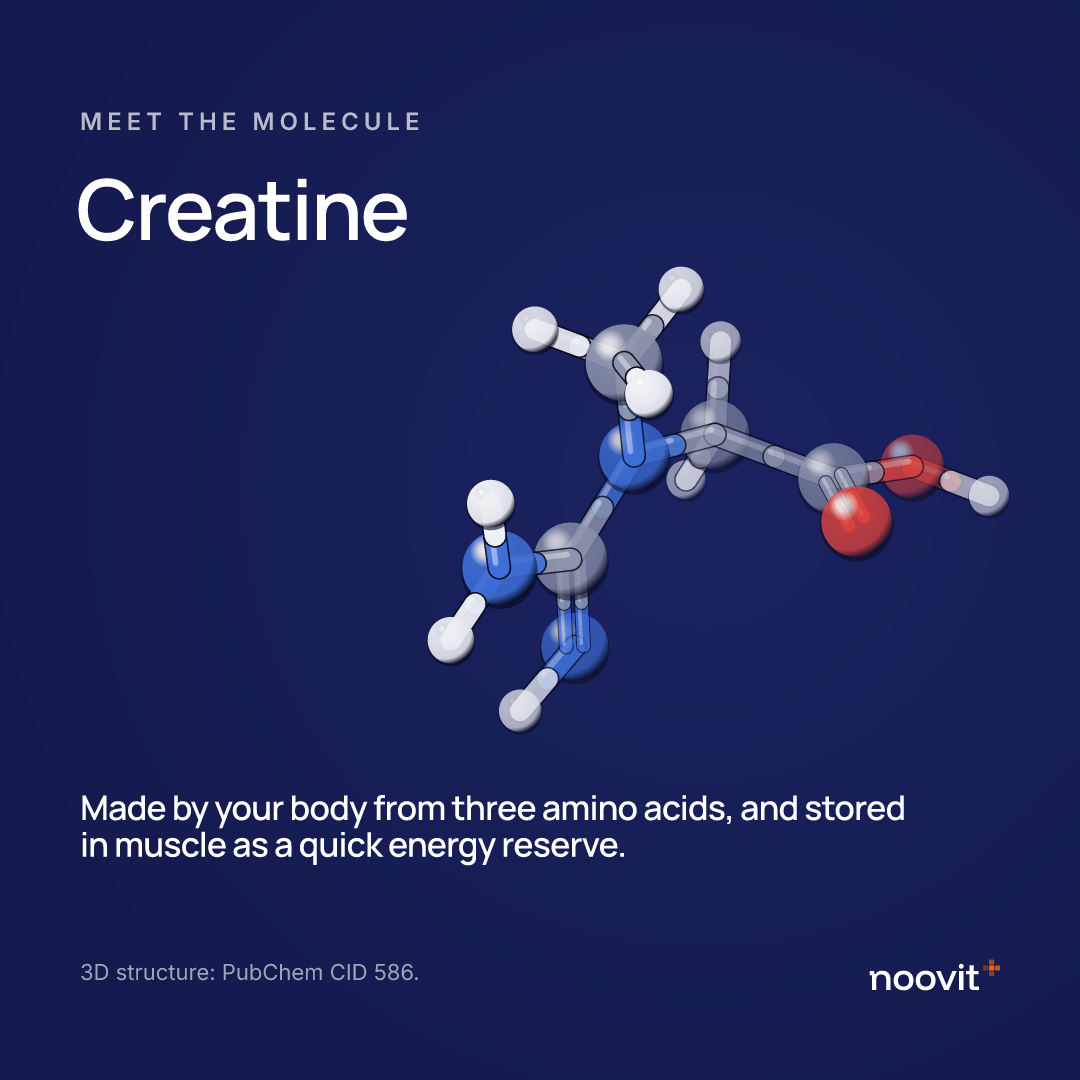 MEET THE MOLECULE
Creatine
Made by your body from three amino acids, and stored
in muscle as a quick energy reserve.
3D structure: PubChem CID 586.
noovit